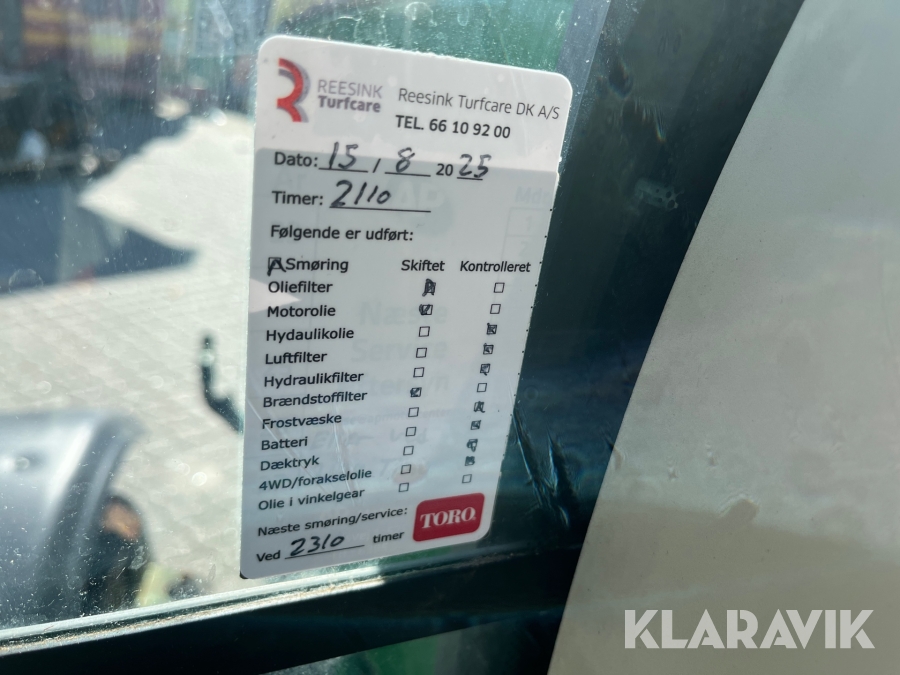 REESINK
Turfcare
Reesink Turfcare DK A/S
TEL. 66 10 92 00
Dato: 15 / 8 2025
Timer: 2110
Følgende er udført:
Smøring Skiftet Kontrolleret
Oliefilter
Motorolie
Hydaulikolie
Luftfilter
Hydraulikfilter
Brændstoffilter
Frostvæske
Batteri
Dæktryk
4WD/forakselolie
Olie i vinkelgear
Næste smøring/service:
Ved 2310 timer
TORO.
KLARAVIK